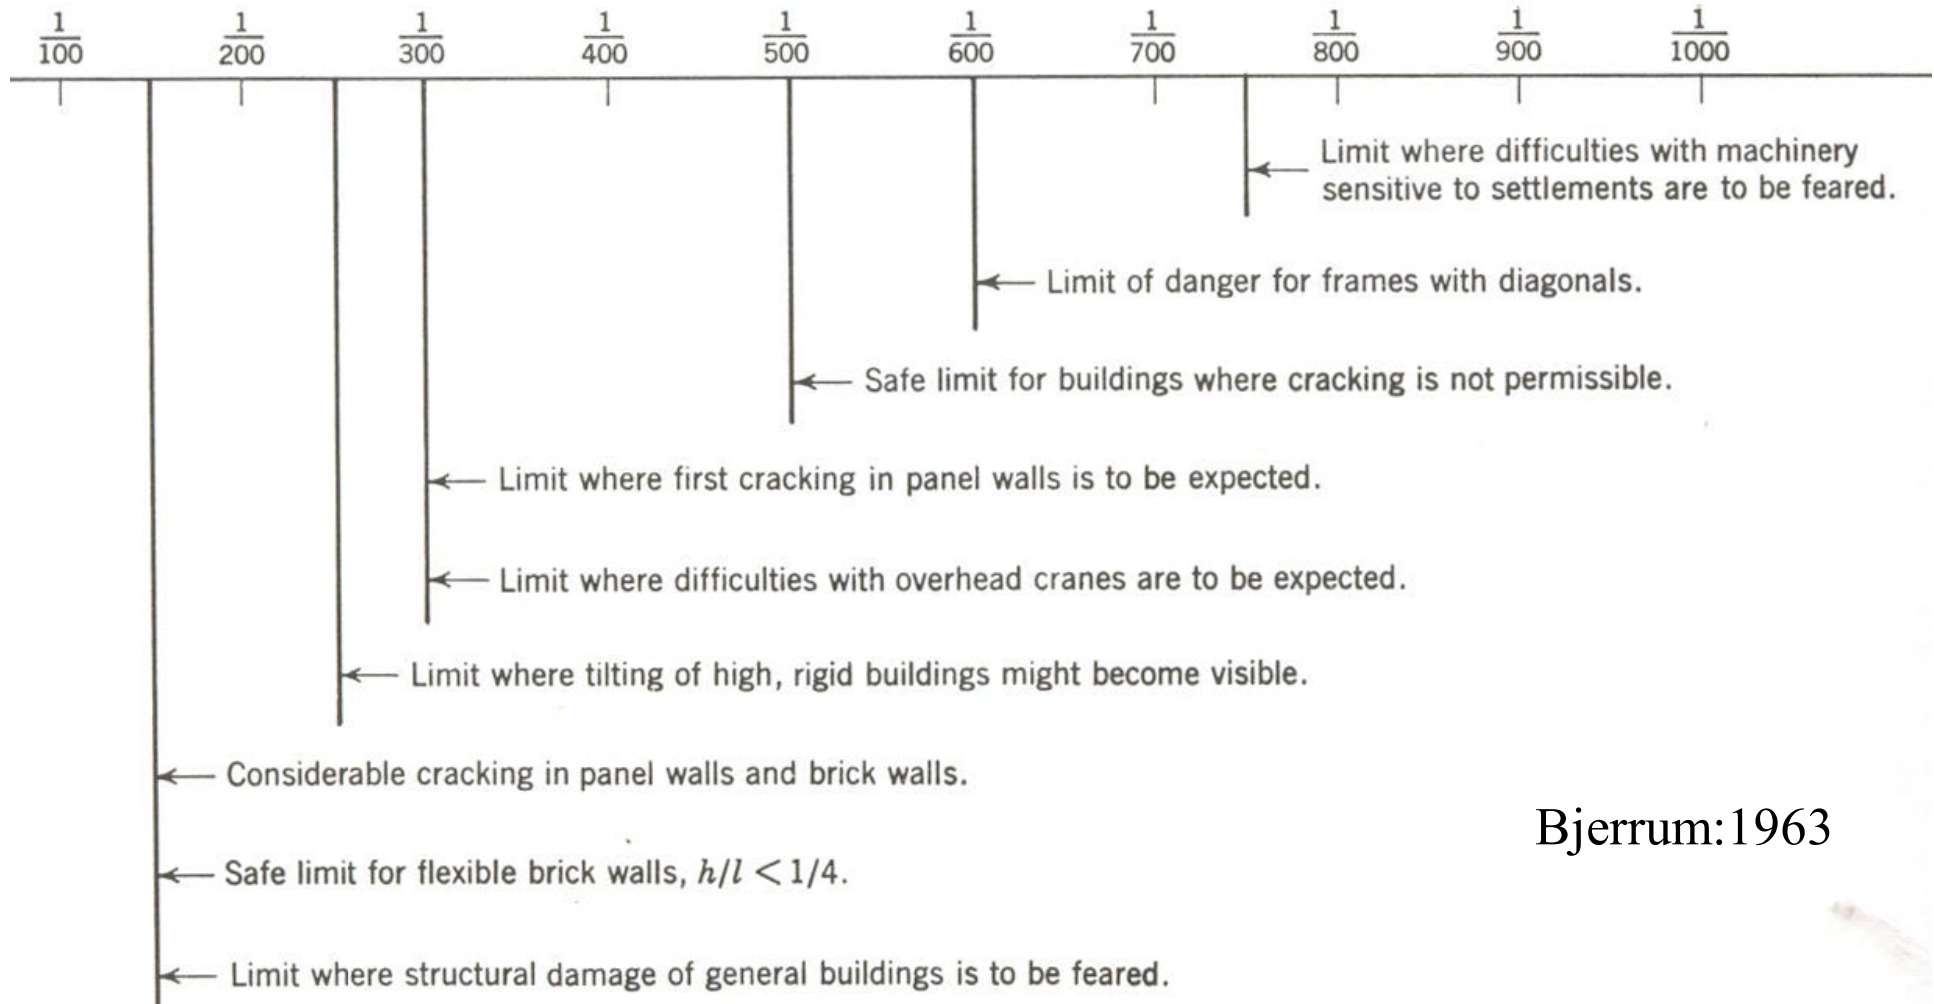 1/100 1/200 1/300 1/400 1/500 1/600 1/700 1/800 1/900 1/1000
Limit where difficulties with machinery
sensitive to settlements are to be feared.
Limit of danger for frames with diagonals.
Safe limit for buildings where cracking is not permissible.
Limit where first cracking in panel walls is to be expected.
Limit where difficulties with overhead cranes are to be expected.
Limit where tilting of high, rigid buildings might become visible.
Considerable cracking in panel walls and brick walls.
Bjerrum:1963
Safe limit for flexible brick walls, h/l < 1/4.
Limit where structural damage of general buildings is to be feared.